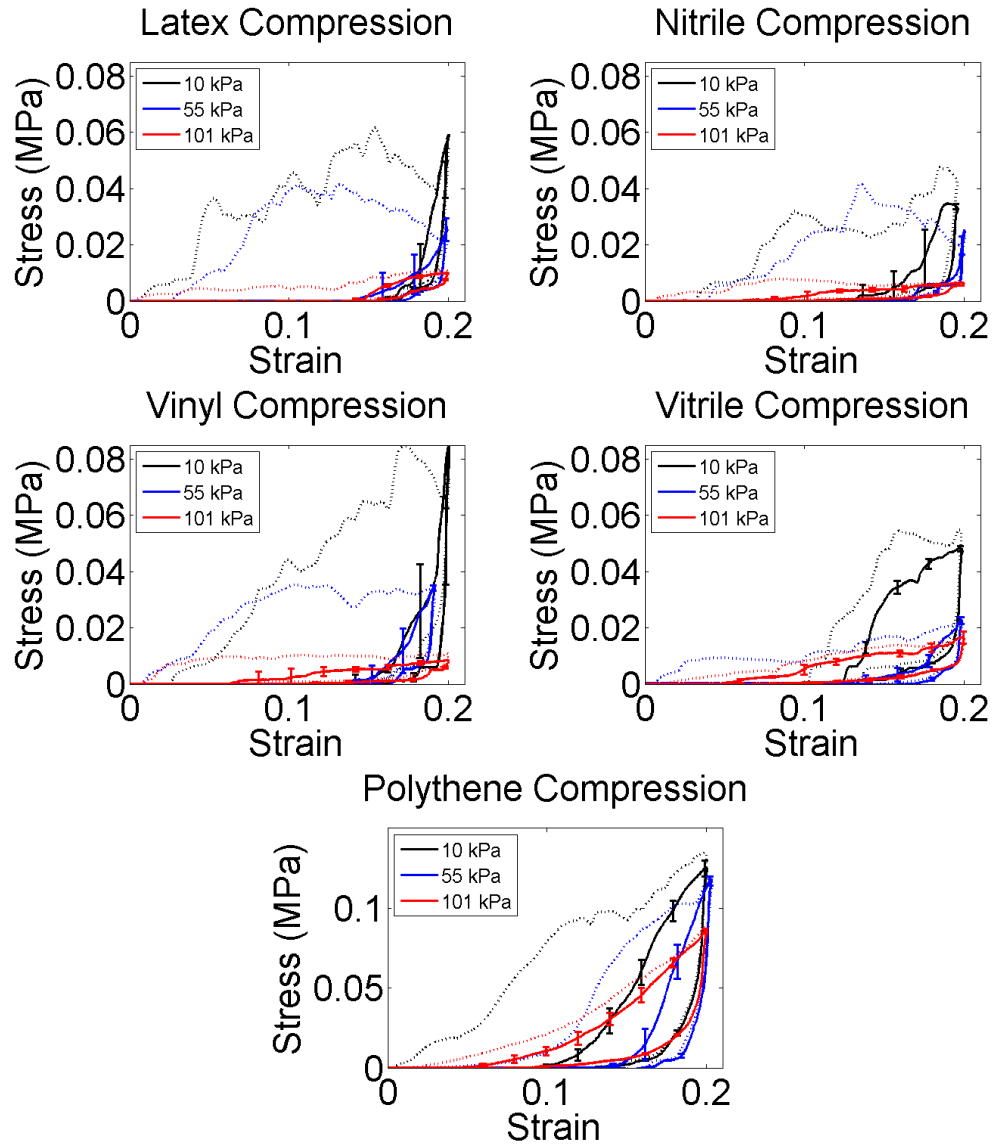 Latex Compression
Stress (MPa)
0.08
0.06
0.04
0.02
0
10 kPa
55 kPa
101 kPa
0 0.1 0.2
Strain
Nitrile Compression
Stress (MPa)
0.08
0.06
0.04
0.02
0
10 kPa
55 kPa
101 kPa
0 0.1 0.2
Strain
Vinyl Compression
Stress (MPa)
0.08
0.06
0.04
0.02
0
10 kPa
55 kPa
101 kPa
0 0.1 0.2
Strain
Vitrile Compression
Stress (MPa)
0.08
0.06
0.04
0.02
0
10 kPa
55 kPa
101 kPa
0 0.1 0.2
Strain
Polythene Compression
Stress (MPa)
0.1
0.05
0
10 kPa
55 kPa
101 kPa
0 0.1 0.2
Strain